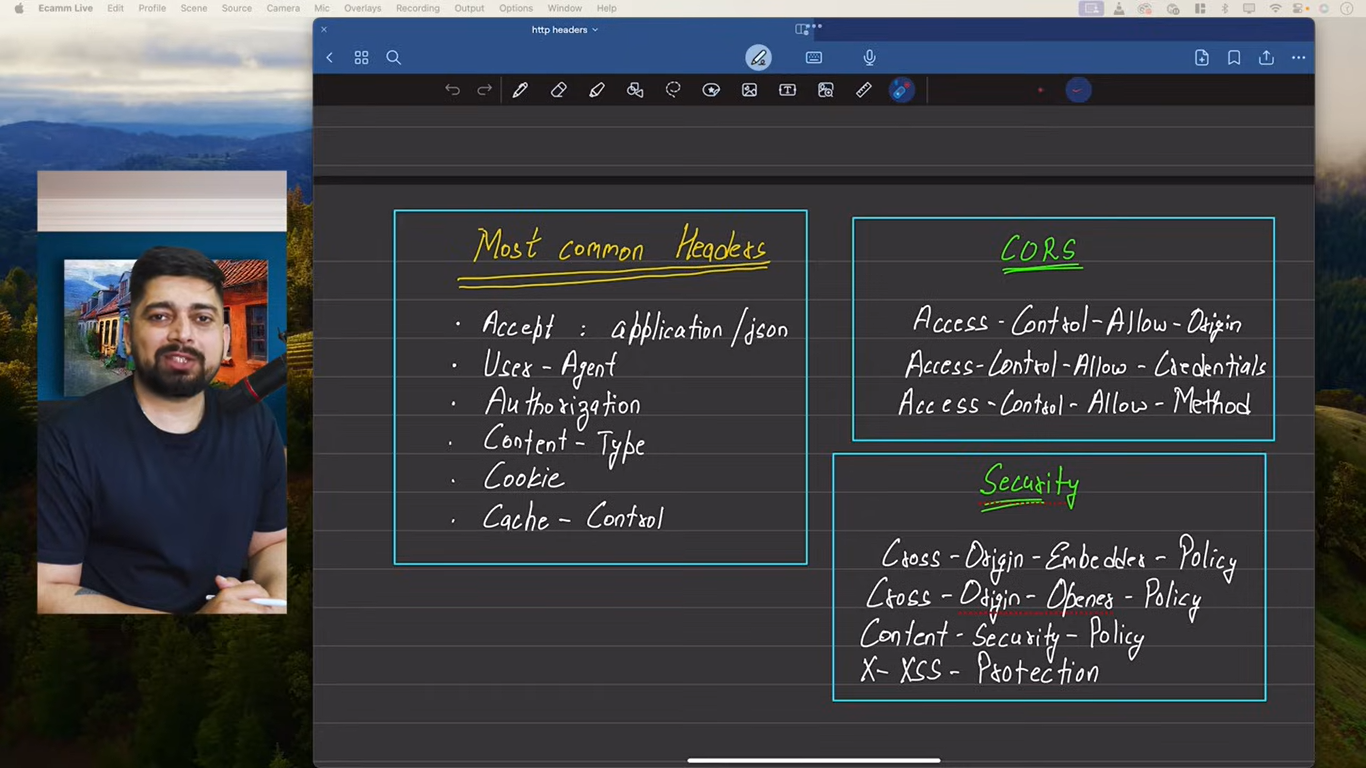 Ecamm Live Edit Profile Scene Source Camera Mic Overlays Recording Output Options Window Help
http headers
Most common Headers
· Accept : application/json
· User - Agent
· Authorization
· Content - Type
· Cookie
· Cache - Control
CORS
Access - Control - Allow - Origin
Access - Control - Allow - Credentials
Access - Control - Allow - Method
Security
Cross - Origin - Embedder - Policy
Cross - Origin - Opener - Policy
Content - Security - Policy
X - XSS - Protection